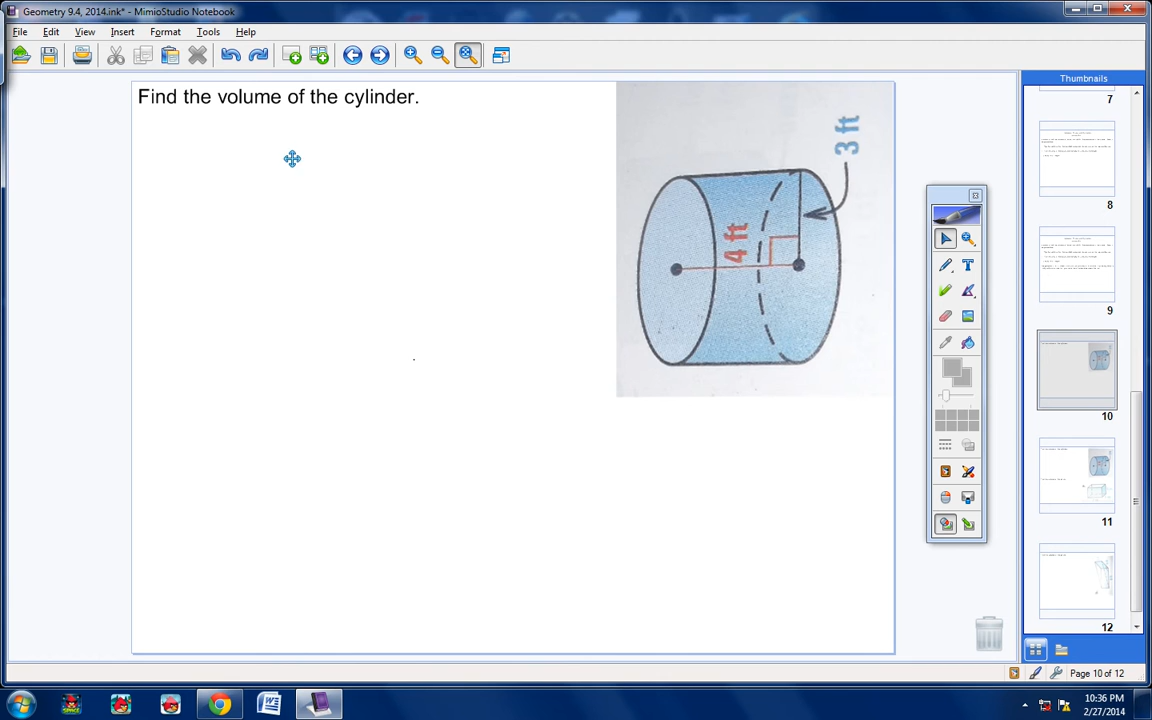 Geometry 9.4, 2014.ink* - MimioStudio Notebook
File Edit View Insert Format Tools Help
Thumbnails
Find the volume of the cylinder.
3 ft
4 ft
7
8
9
10
11
12
Page 10 of 12
10:36 PM
2/27/2014